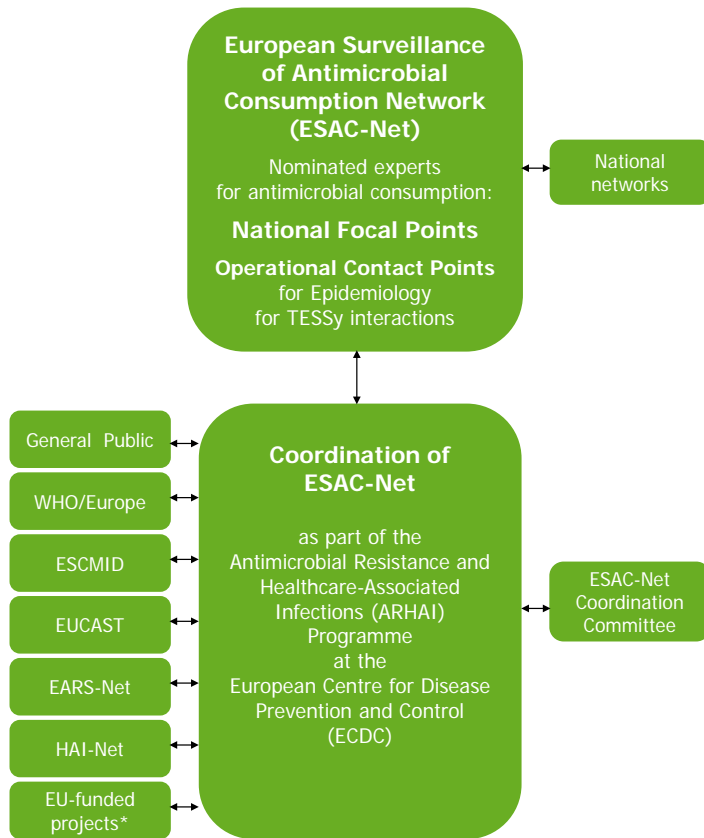 European Surveillance
of Antimicrobial
Consumption Network
(ESAC-Net)
Nominated experts
for antimicrobial consumption:
National Focal Points
Operational Contact Points
for Epidemiology
for TESSy interactions
National
networks
General Public
WHO/Europe
ESCMID
EUCAST
EARS-Net
HAI-Net
EU-funded
projects*
Coordination of
ESAC-Net
as part of the
Antimicrobial Resistance and
Healthcare-Associated
Infections (ARHAI)
Programme
at the
European Centre for Disease
Prevention and Control
(ECDC)
ESAC-Net
Coordination
Committee